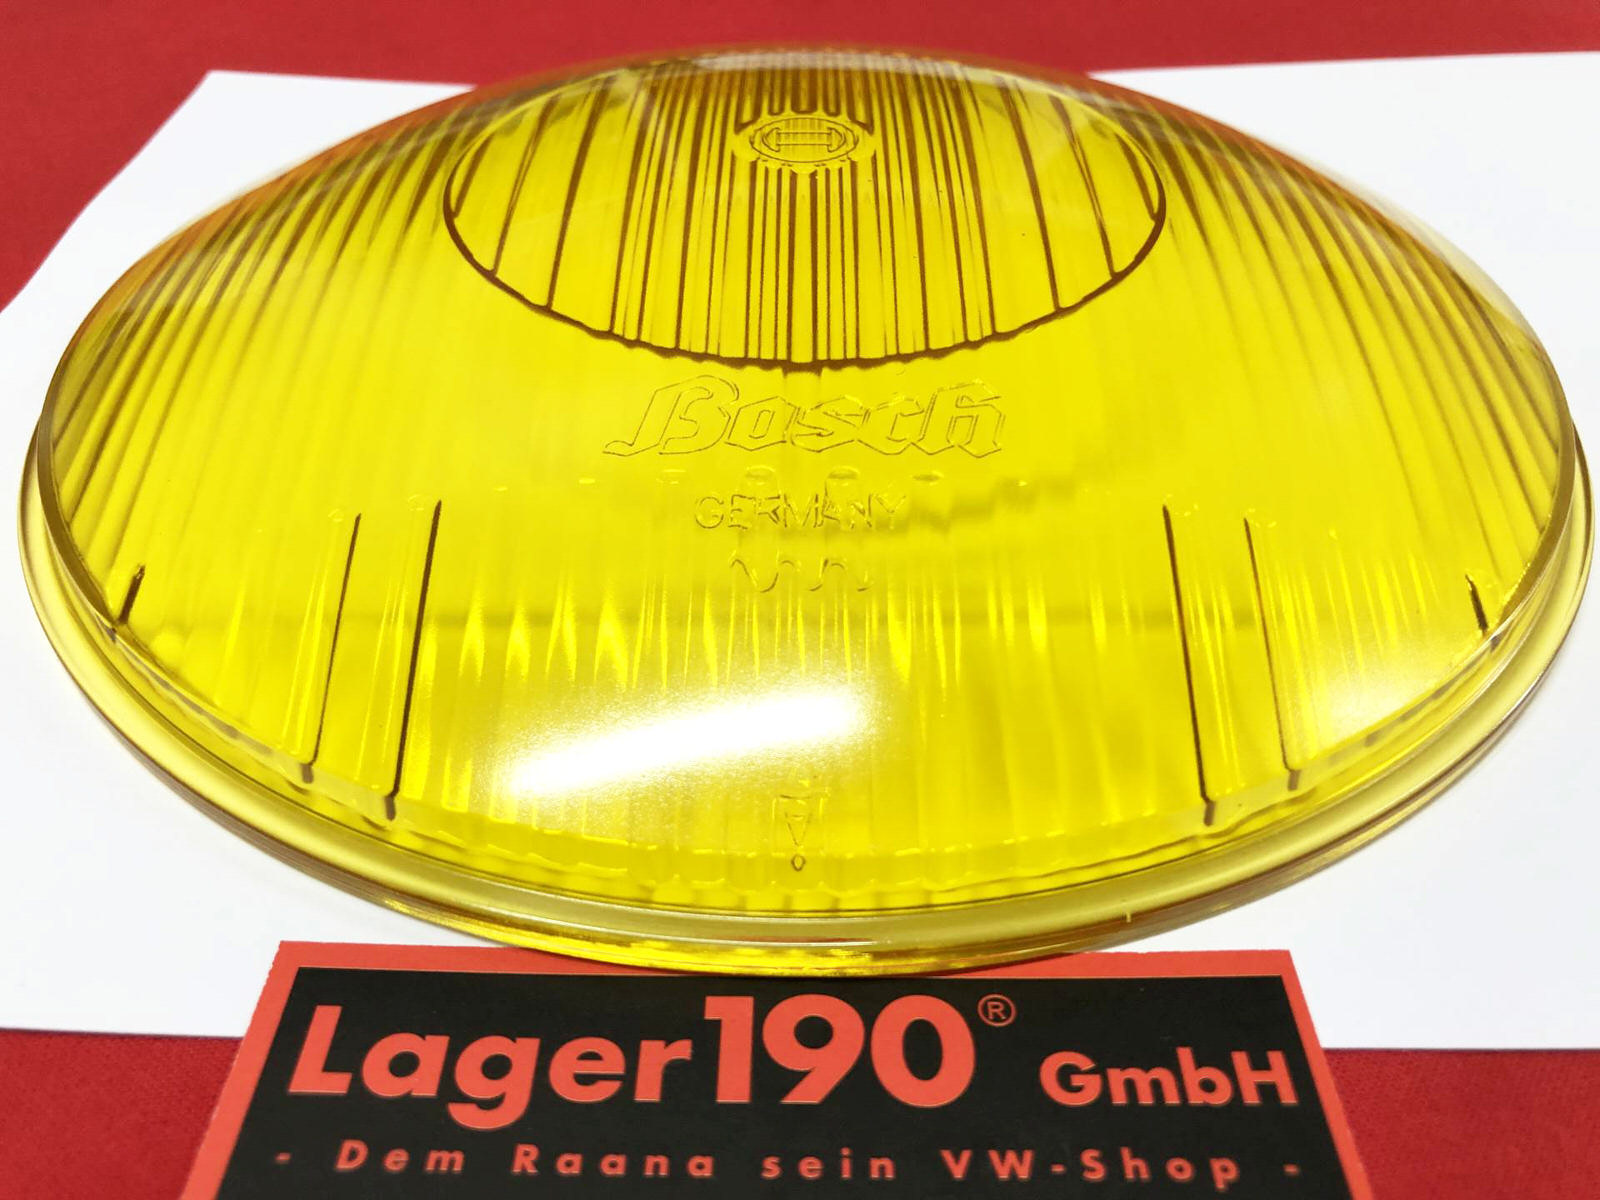 Bosch
GERMANY
Lager190® GmbH
- Dem Raana sein VW-Shop -